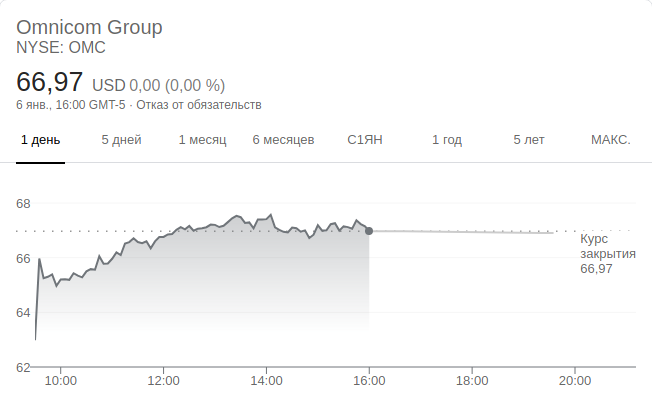 Omnicom Group
NYSE: OMC
66,97 USD 0,00 (0,00 %)
6 янв., 16:00 GMT-5 · Отказ от обязательств
1 день 5 дней 1 месяц 6 месяцев С1ЯН 1 год 5 лет МАКС.
68
66
64
62
Курс
закрытия
66,97
10:00 12:00 14:00 16:00 18:00 20:00